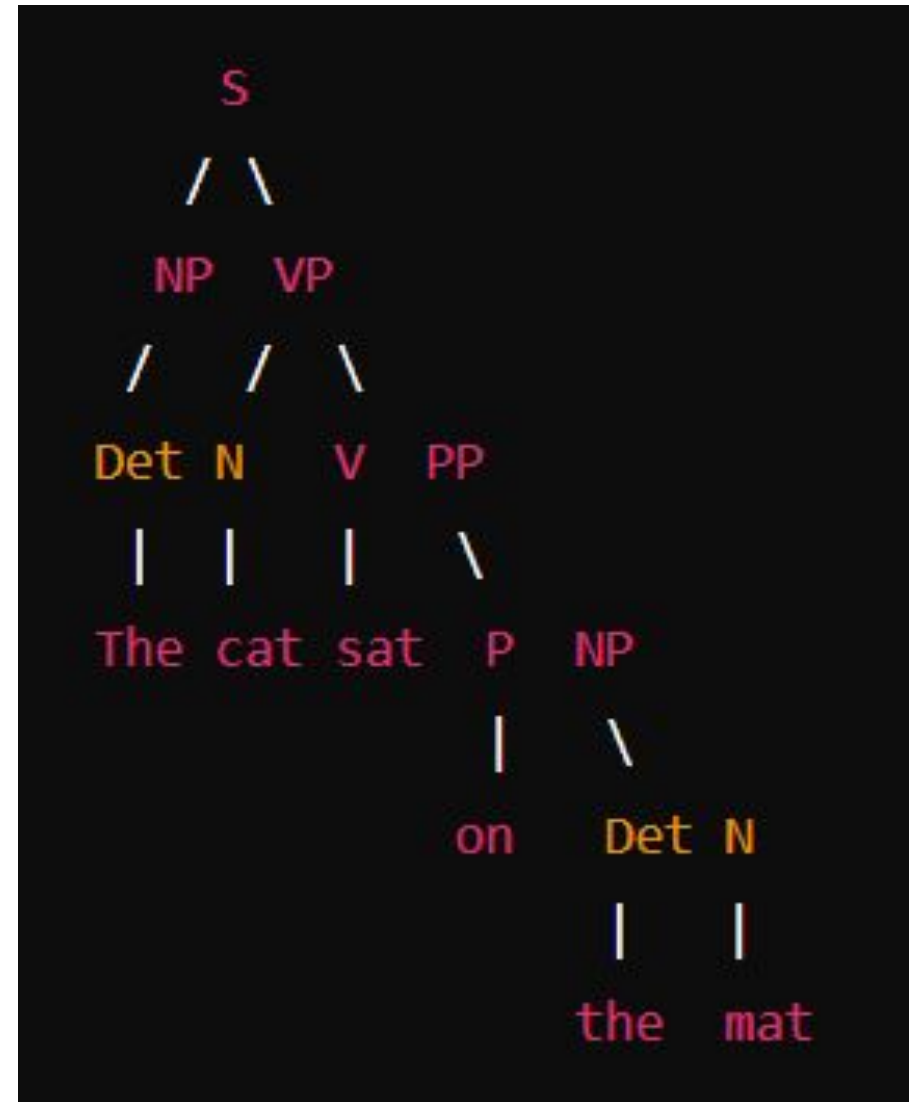 S
/ \
NP VP
/ / \
Det N V PP
| | | \
The cat sat P NP
| \
on Det N
| |
the mat